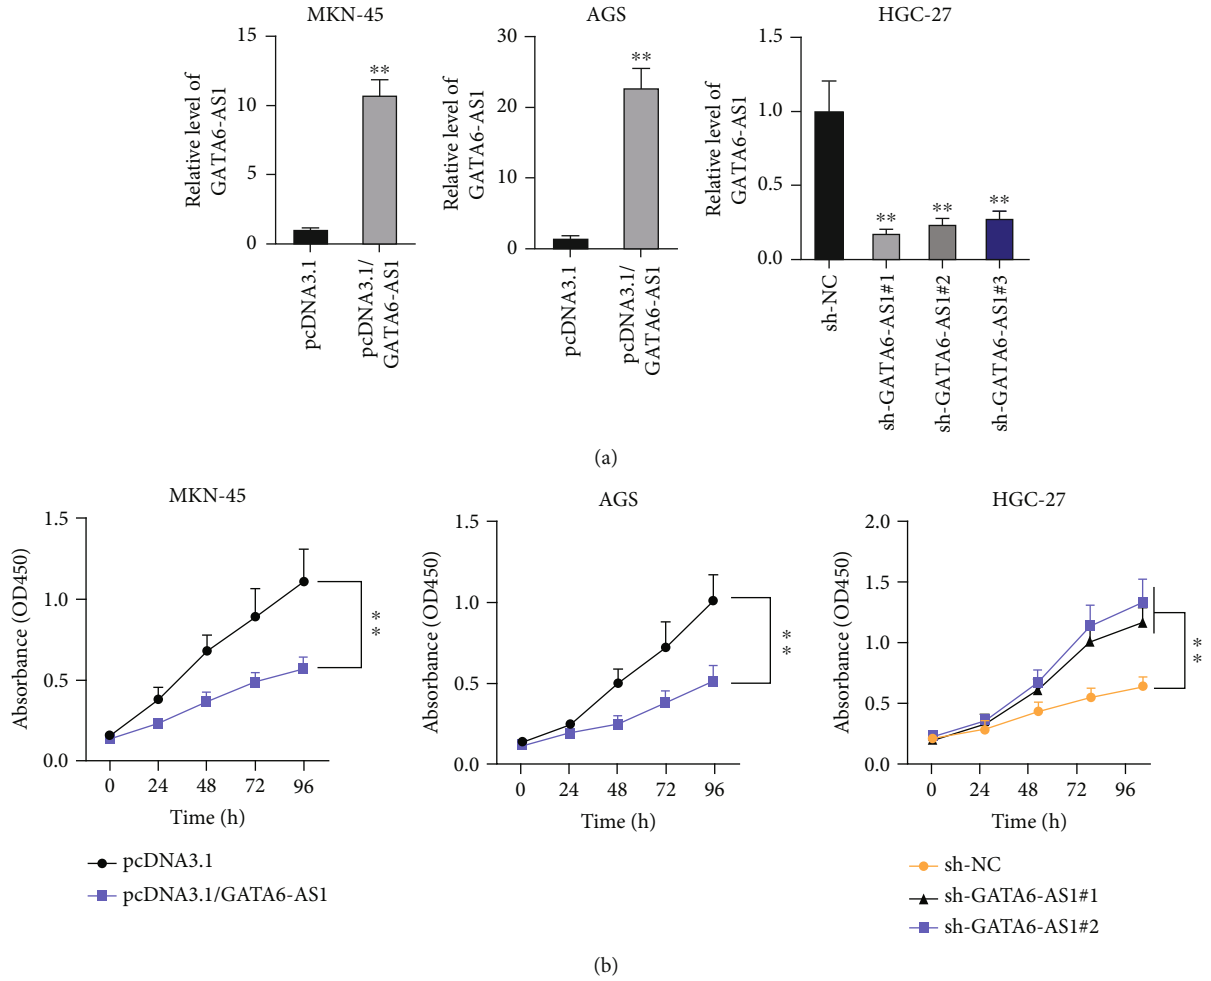 MKN-45
Relative level of
GATA6-AS1
15
10
5
0
**
pcDNA3.1
pcDNA3.1/
GATA6-AS1
AGS
Relative level of
GATA6-AS1
30
20
10
0
**
pcDNA3.1
pcDNA3.1/
GATA6-AS1
HGC-27
Relative level of
GATA6-AS1
1.5
1.0
0.5
0.0
**
**
**
sh-NC
sh-GATA6-AS1#1
sh-GATA6-AS1#2
sh-GATA6-AS1#3
(a)
MKN-45
Absorbance (OD450)
1.5
1.0
0.5
0.0
**
0 24 48 72 96
Time (h)
pcDNA3.1
pcDNA3.1/GATA6-AS1
AGS
Absorbance (OD450)
1.5
1.0
0.5
0.0
**
0 24 48 72 96
Time (h)
HGC-27
Absorbance (OD450)
2.0
1.5
1.0
0.5
0.0
**
0 24 48 72 96
Time (h)
sh-NC
sh-GATA6-AS1#1
sh-GATA6-AS1#2
(b)